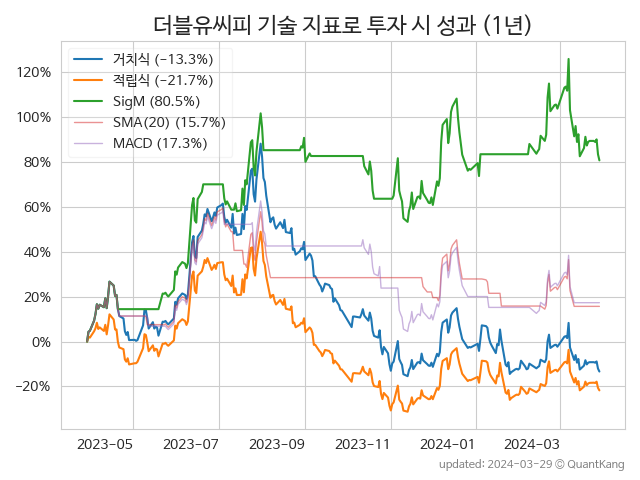 더블유씨피 기술 지표로 투자 시 성과 (1년)
거치식 (−13.3%)
적립식 (−21.7%)
SigM (80.5%)
SMA(20) (15.7%)
MACD (17.3%)
120%
100%
80%
60%
40%
20%
0%
−20%
2023−05 2023−07 2023−09 2023−11 2024−01 2024−03
updated: 2024−03−29 © QuantKang